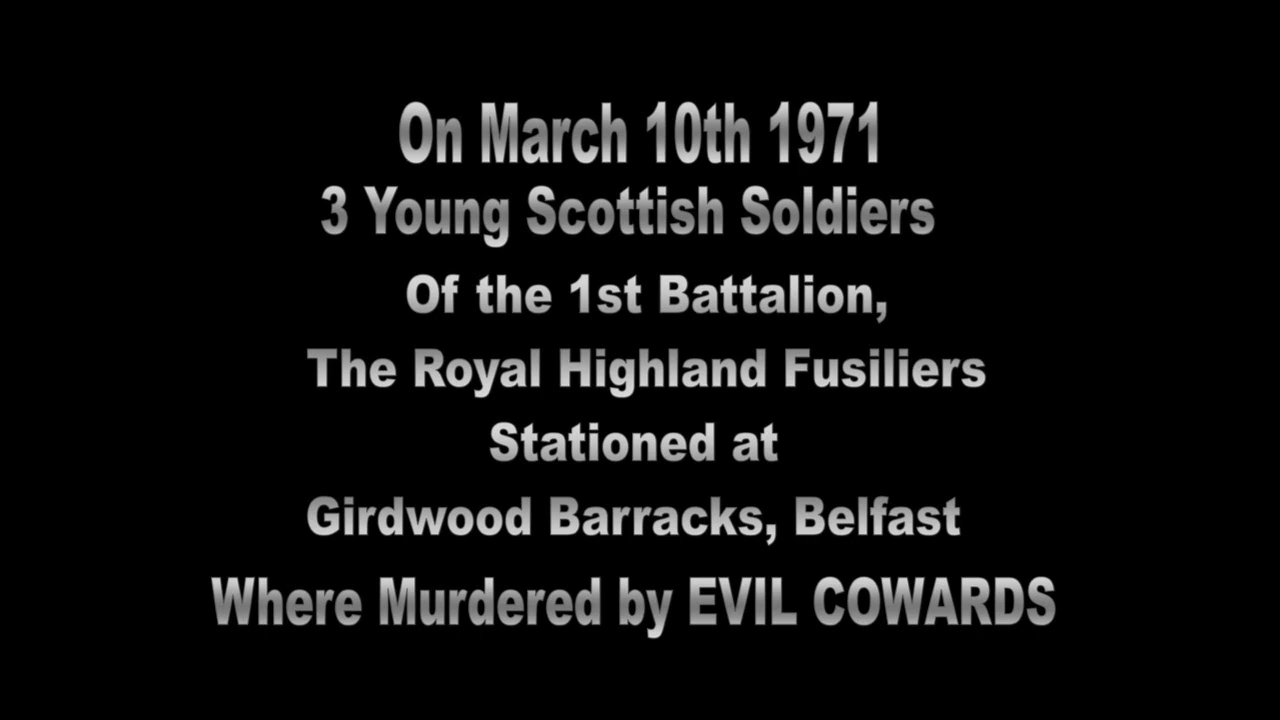 On March 10th 1971
3 Young Scottish Soldiers
Of the 1st Battalion,
The Royal Highland Fusiliers
Stationed at
Girdwood Barracks, Belfast
Where Murdered by EVIL COWARDS